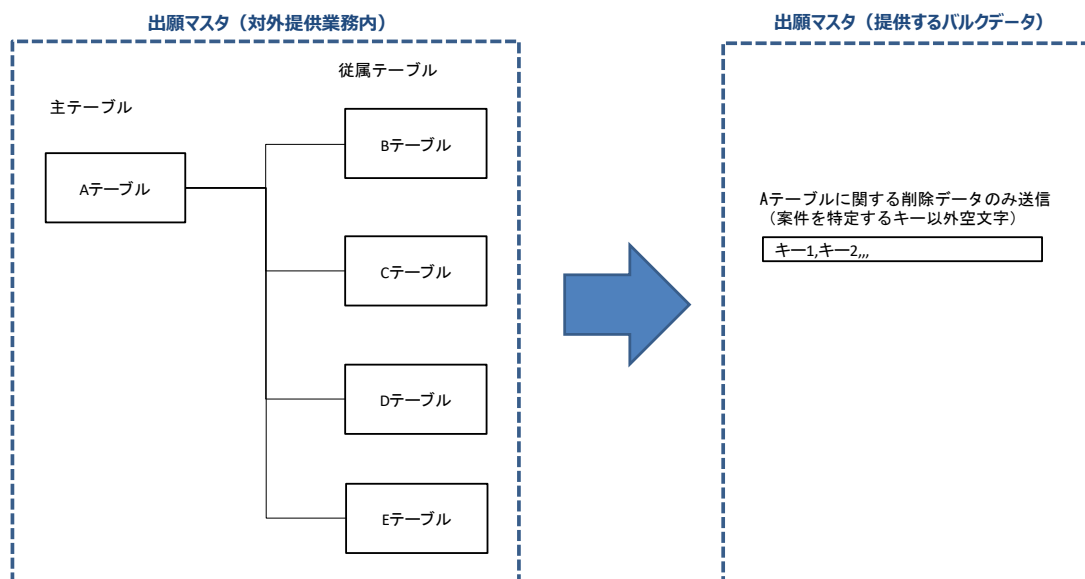 出願マスタ（対外提供業務内）
主テーブル
従属テーブル
Aテーブル
Bテーブル
Cテーブル
Dテーブル
Eテーブル
出願マスタ（提供するバルクデータ）
Aテーブルに関する削除データのみ送信
（案件を特定するキー以外空文字）
キー1,キー2,,,